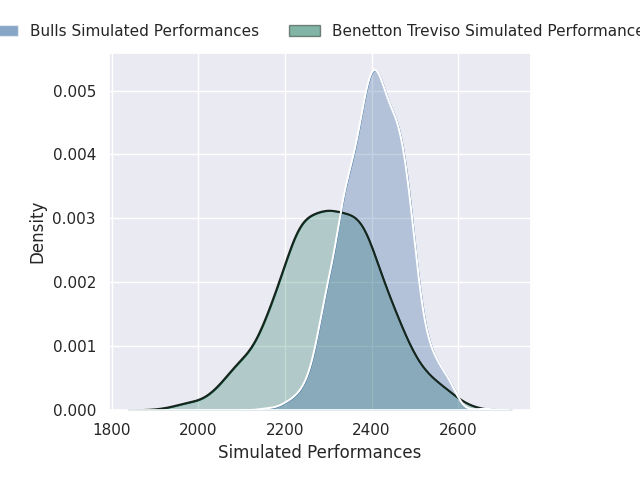 Bulls Simulated Performances
Benetton Treviso Simulated Performance
0.005
0.004
0.003
0.002
0.001
0.000
Density
1800 2000 2200 2400 2600
Simulated Performances